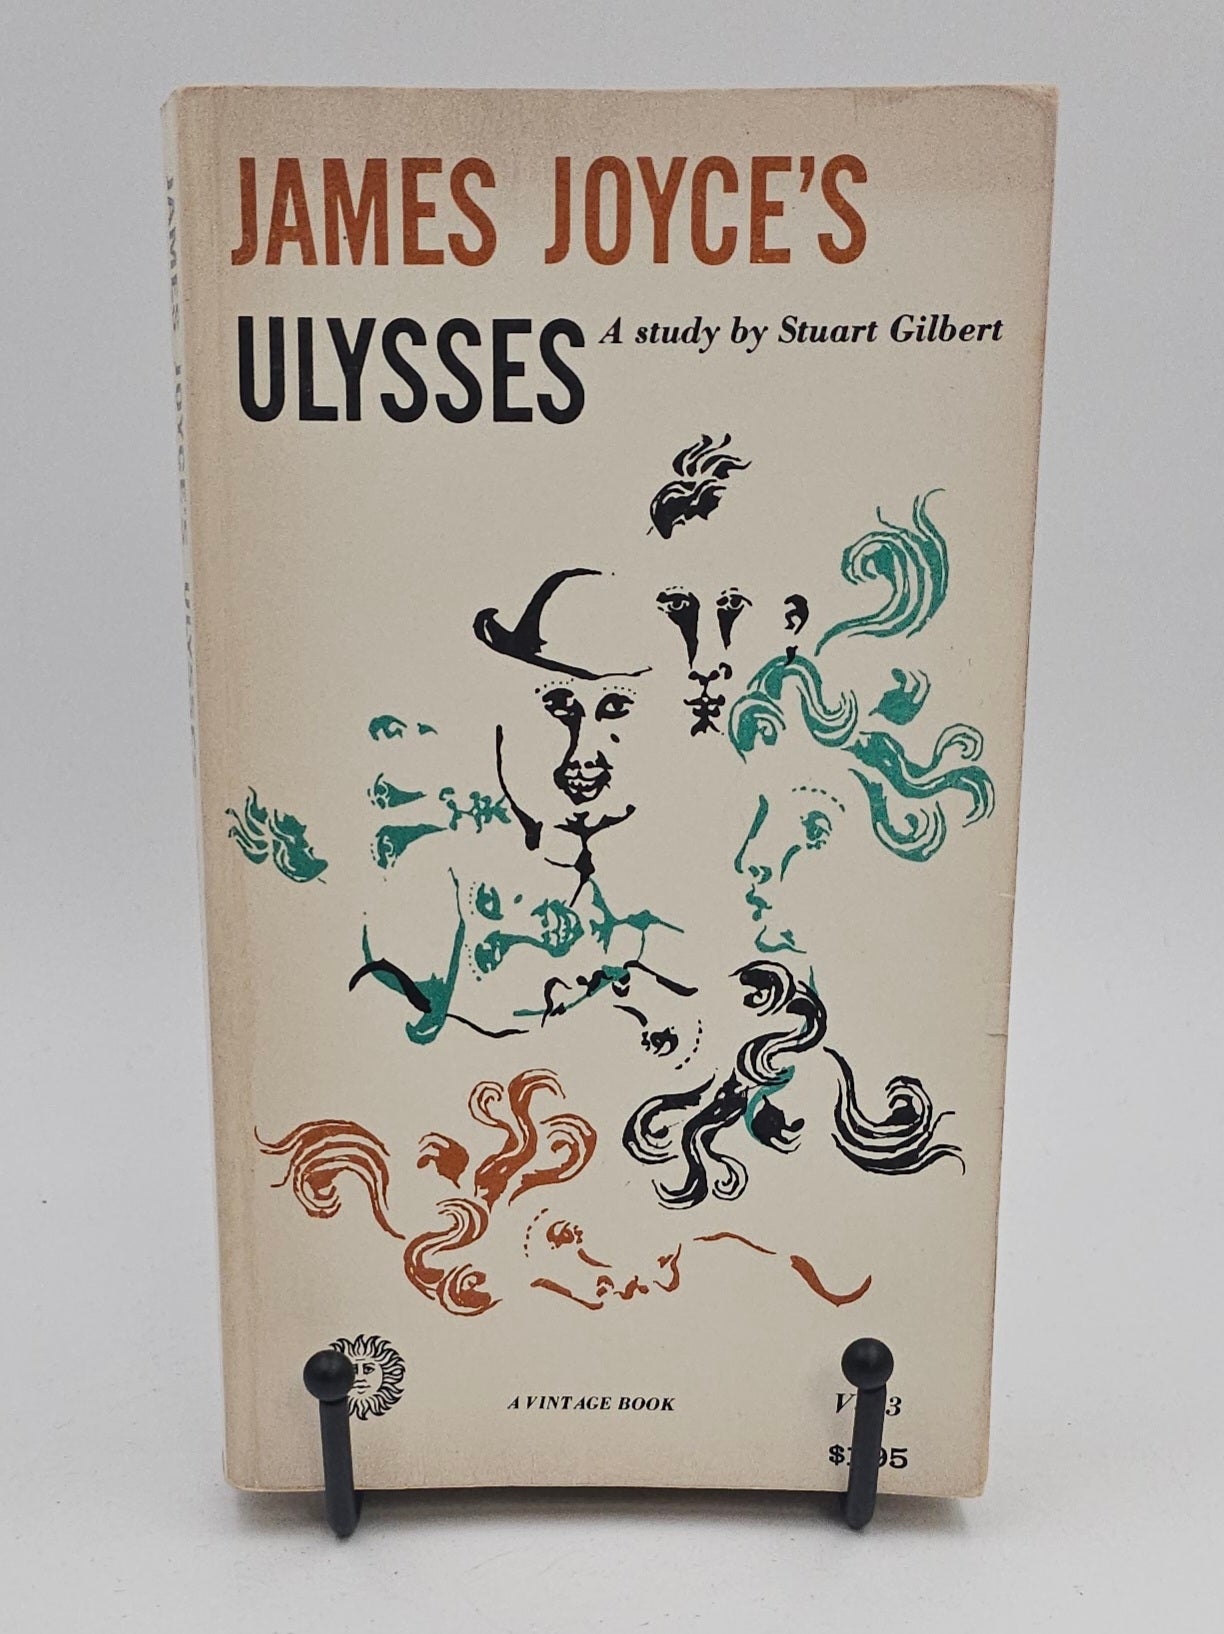 JAMES JOYCE'S
ULYSSES
A study by Stuart Gilbert
A VINTAGE BOOK
JAMES JOYCE'S ULYSSES